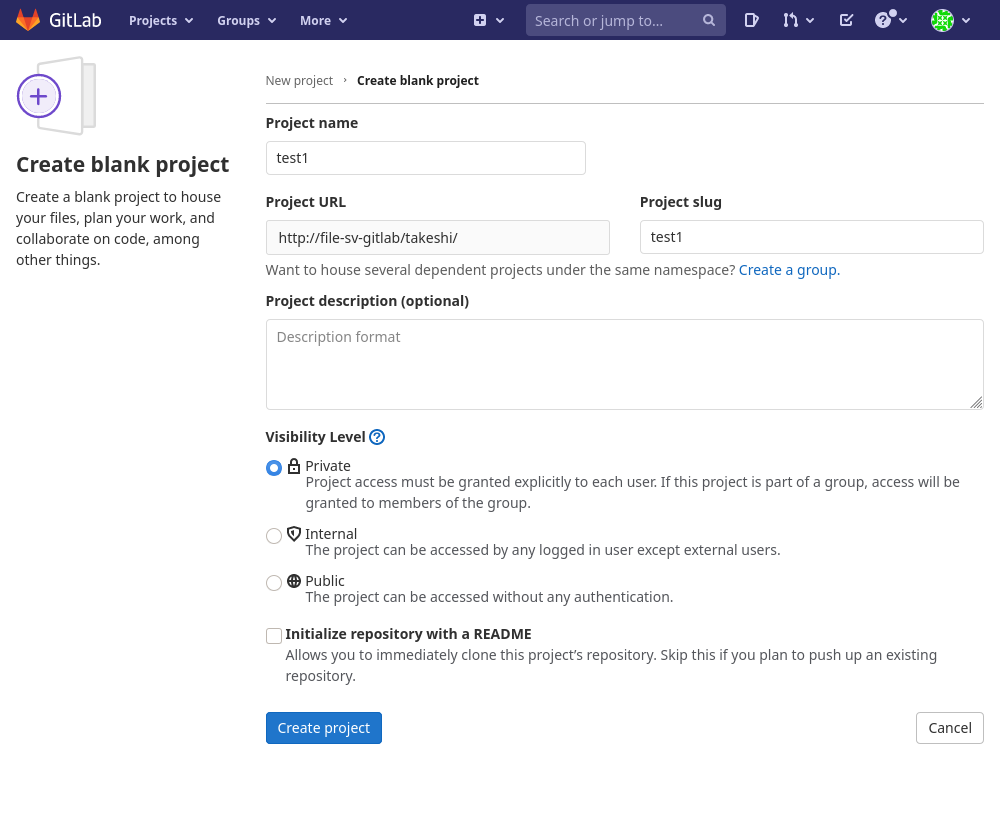 GitLab Projects Groups More Search or jump to...
New project › Create blank project
Create blank project
Create a blank project to house
your files, plan your work, and
collaborate on code, among
other things.
Project name
test1
Project URL Project slug
http://file-sv-gitlab/takeshi/ test1
Want to house several dependent projects under the same namespace? Create a group.
Project description (optional)
Description format
Visibility Level ?
Private
Project access must be granted explicitly to each user. If this project is part of a group, access will be
granted to members of the group.
Internal
The project can be accessed by any logged in user except external users.
Public
The project can be accessed without any authentication.
Initialize repository with a README
Allows you to immediately clone this project’s repository. Skip this if you plan to push up an existing
repository.
Create project Cancel